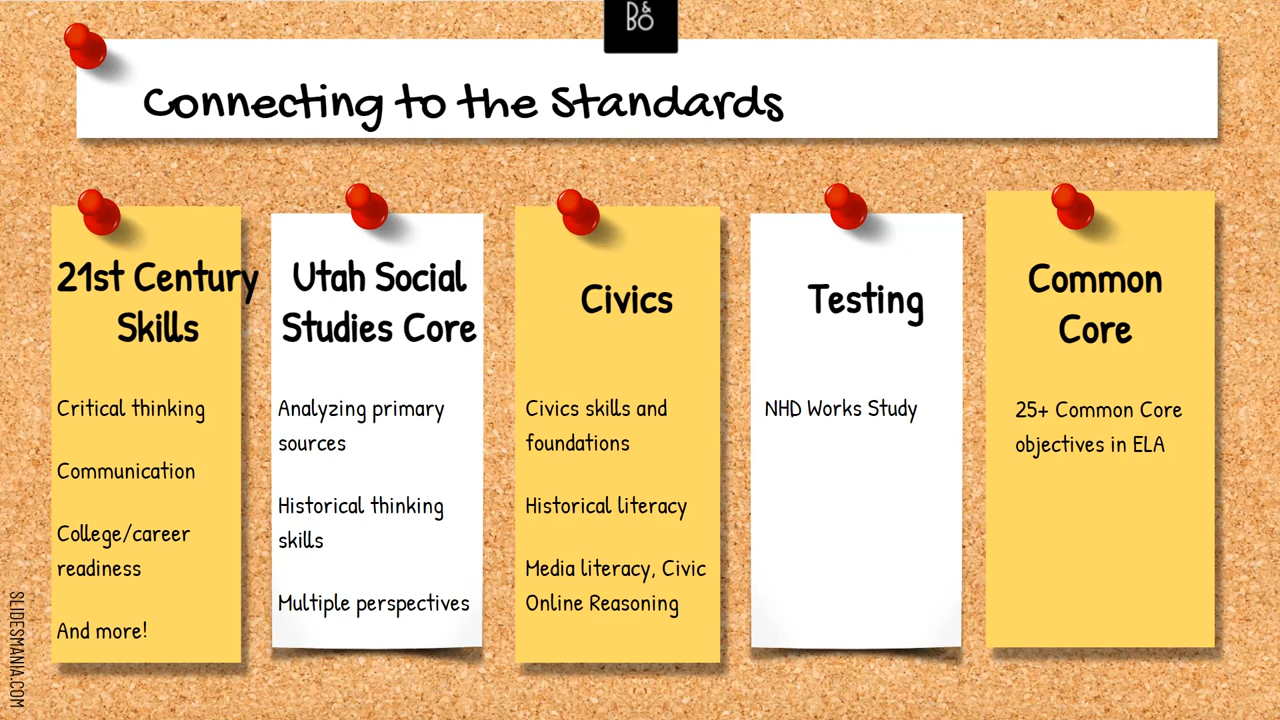 D&
BO
Connecting to the Standards
21st Century
Skills
Critical thinking
Communication
College/career
readiness
And more!
Utah Social
Studies Core
Analyzing primary
sources
Historical thinking
skills
Multiple perspectives
Civics
Civics skills and
foundations
Historical literacy
Media literacy, Civic
Online Reasoning
Testing
NHD Works Study
Common
Core
25+ Common Core
objectives in ELA
SLIDESMANIA.COM